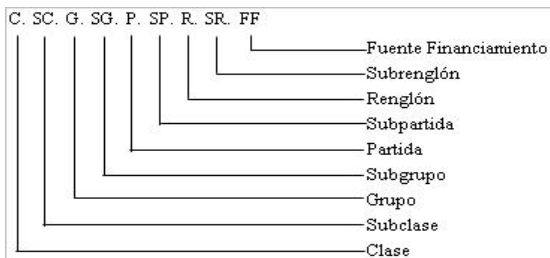 C. SC. G. SG. P. SP. R. SR. FF
Fuente Financiamiento
Subrenglón
Renglón
Subpartida
Partida
Subgrupo
Grupo
Subclase
Clase